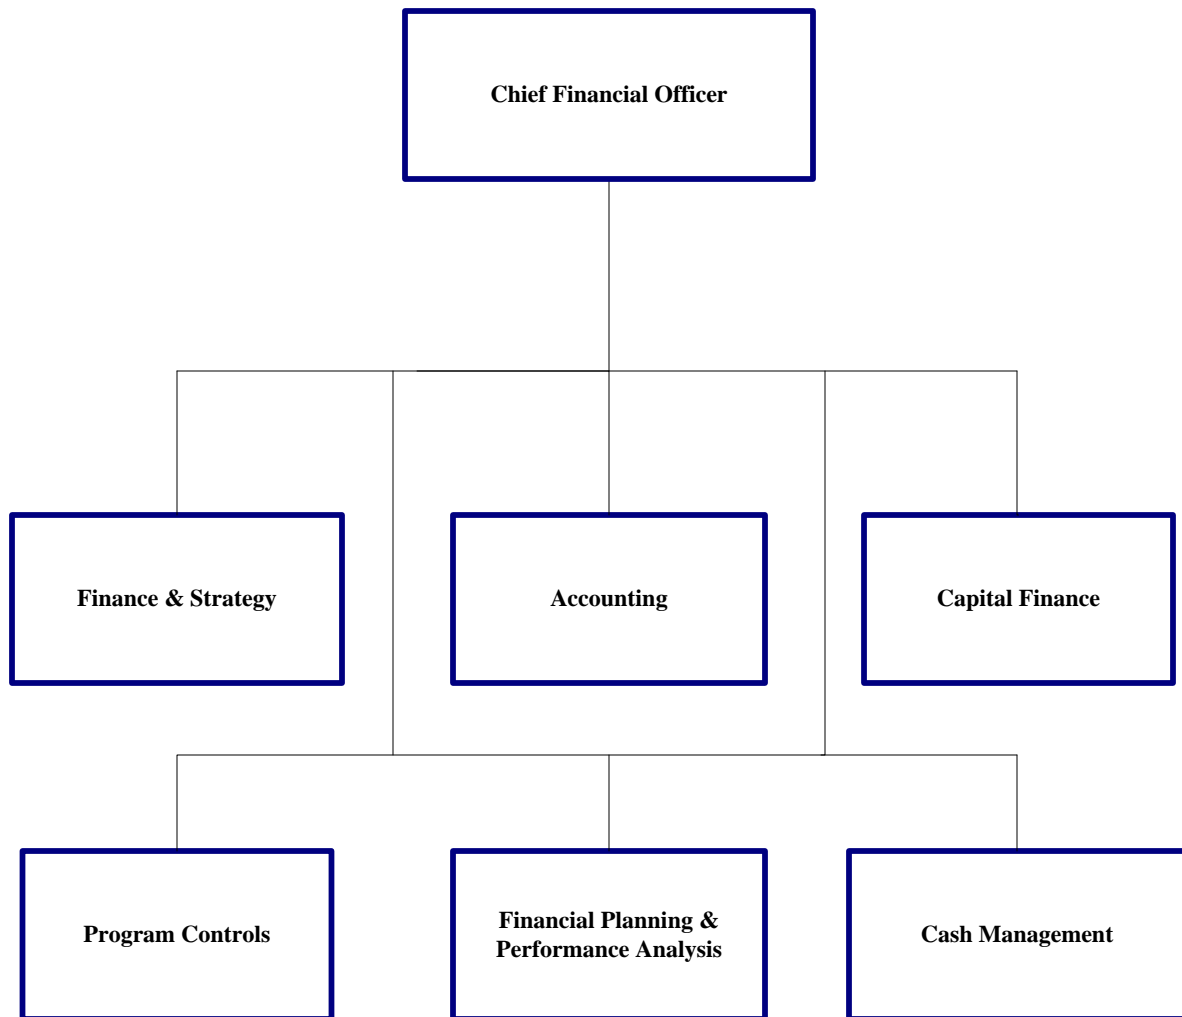 Chief Financial Officer
Finance & Strategy
Accounting
Capital Finance
Program Controls
Financial Planning &
Performance Analysis
Cash Management